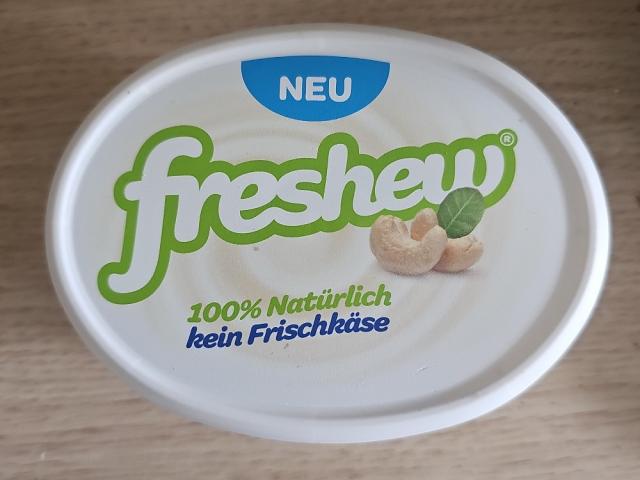 NEU
freshew®
100% Natürlich
kein Frischkäse